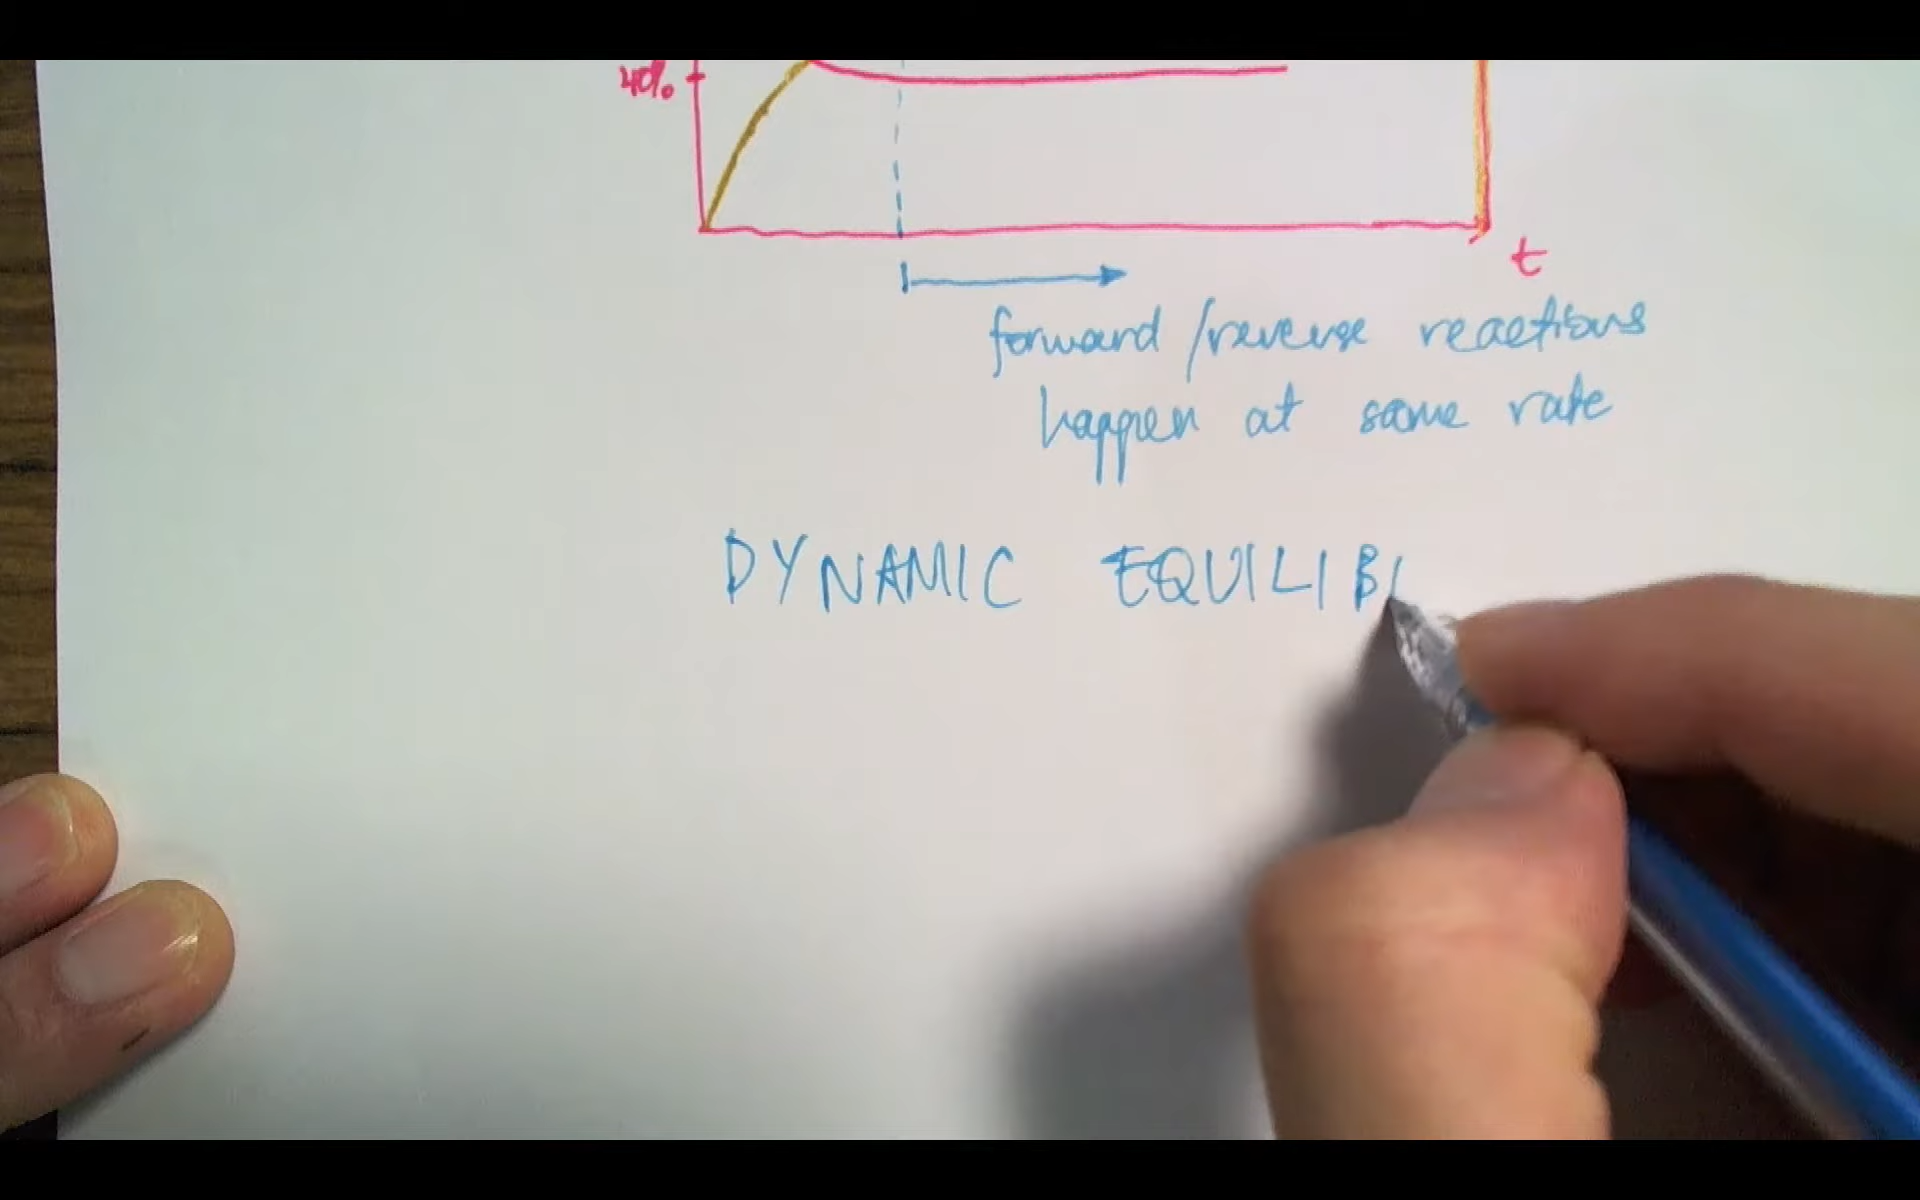 40%
t
forward /reverse reactions
happen at same rate
DYNAMIC EQUILIB